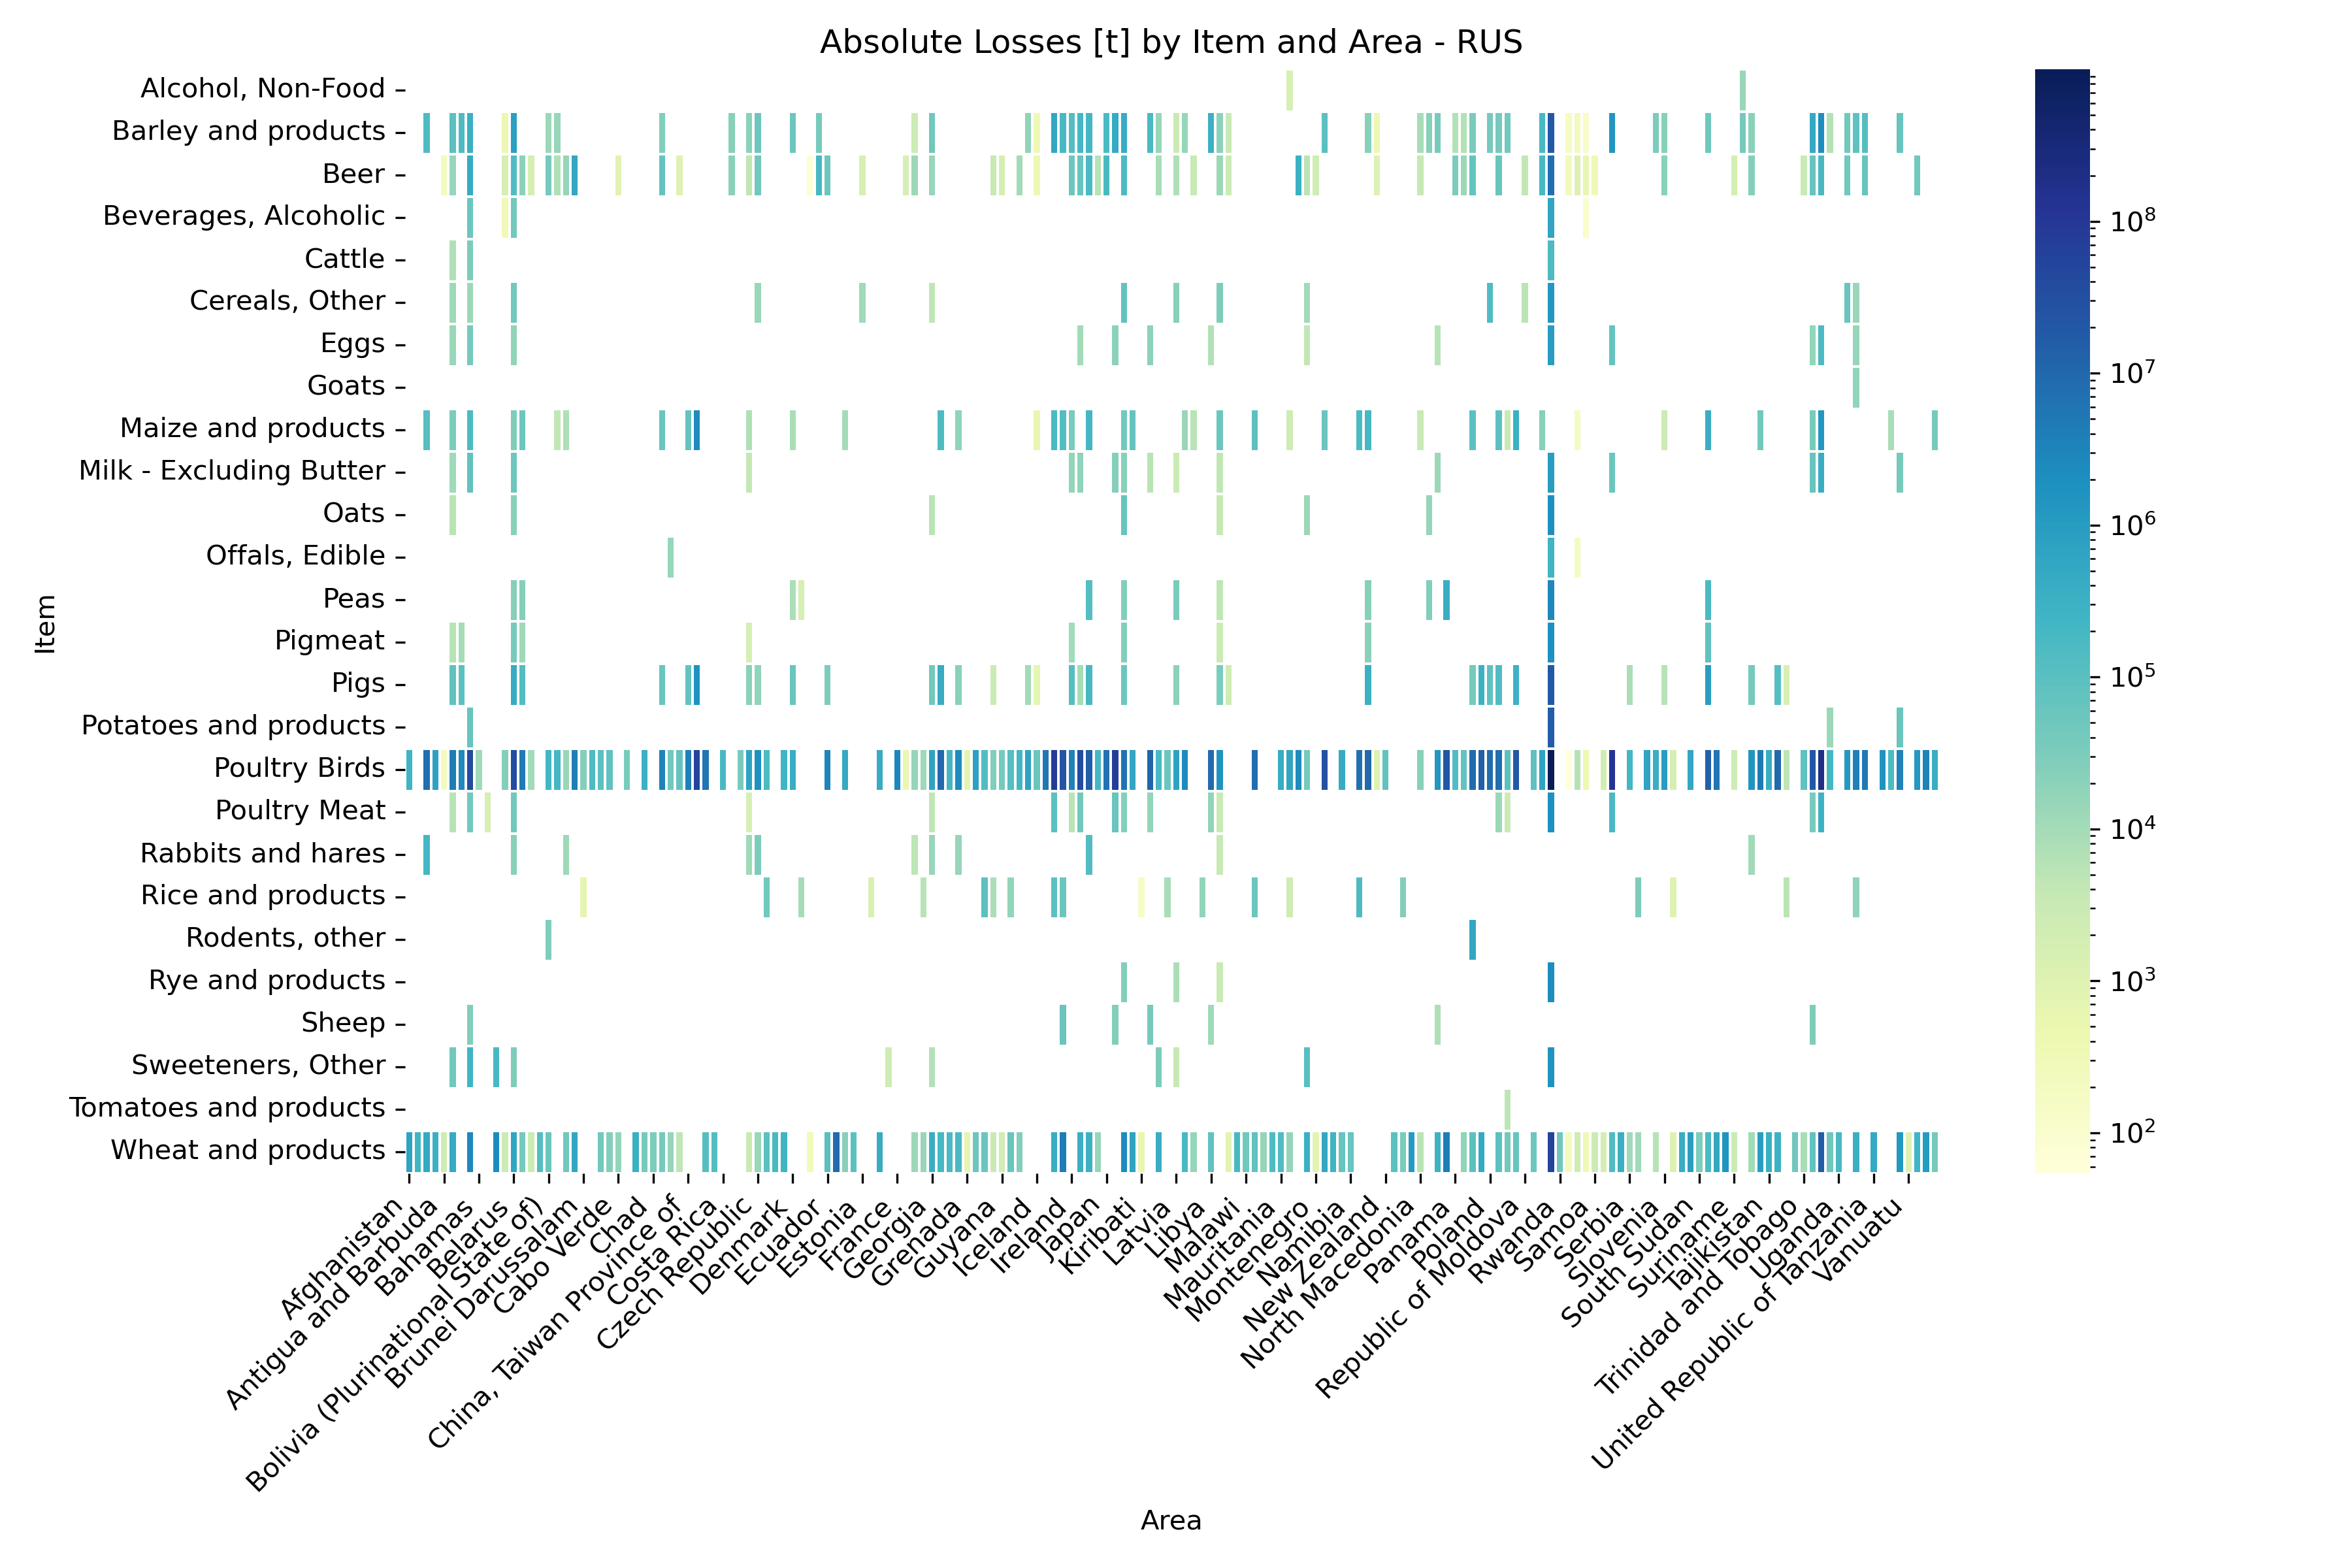 Absolute Losses [t] by Item and Area - RUS
Item
Alcohol, Non-Food
Barley and products
Beer
Beverages, Alcoholic
Cattle
Cereals, Other
Eggs
Goats
Maize and products
Milk - Excluding Butter
Oats
Offals, Edible
Peas
Pigmeat
Pigs
Potatoes and products
Poultry Birds
Poultry Meat
Rabbits and hares
Rice and products
Rodents, other
Rye and products
Sheep
Sweeteners, Other
Tomatoes and products
Wheat and products
Afghanistan
Antigua and Barbuda
Bahamas
Belarus
Bolivia (Plurinational State of)
Brunei Darussalam
Cabo Verde
Chad
China, Taiwan Province of
Costa Rica
Czech Republic
Denmark
Ecuador
Estonia
France
Georgia
Grenada
Guyana
Iceland
Ireland
Japan
Kiribati
Latvia
Libya
Malawi
Mauritania
Montenegro
Namibia
New Zealand
North Macedonia
Panama
Poland
Republic of Moldova
Rwanda
Samoa
Serbia
Slovenia
South Sudan
Suriname
Tajikistan
Trinidad and Tobago
Uganda
United Republic of Tanzania
Vanuatu
Area
10⁸
10⁷
10⁶
10⁵
10⁴
10³
10²